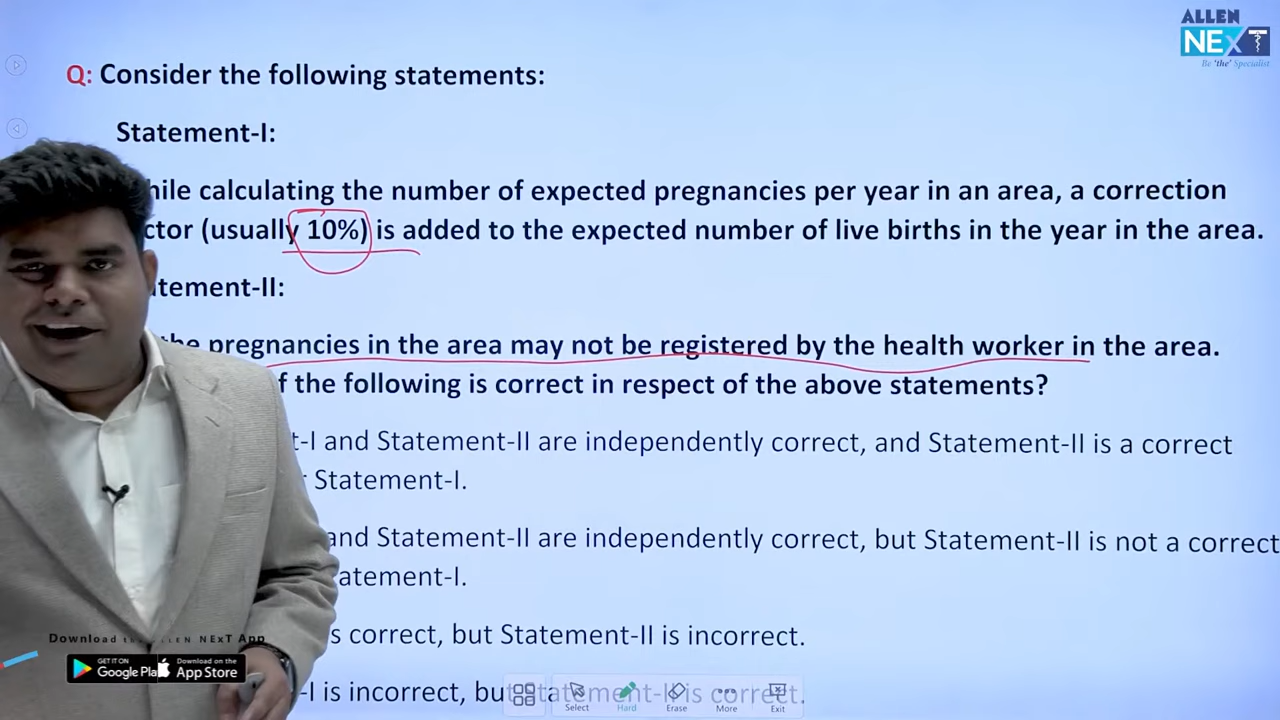 ALLEN
NEXT
Be 'the' Specialist
Q: Consider the following statements:
Statement-I:
hile calculating the number of expected pregnancies per year in an area, a correction
ctor (usually 10%) is added to the expected number of live births in the year in the area.
tement-II:
the pregnancies in the area may not be registered by the health worker in the area.
f the following is correct in respect of the above statements?
t-I and Statement-II are independently correct, and Statement-II is a correct
Statement-I.
and Statement-II are independently correct, but Statement-II is not a correct
atement-I.
s correct, but Statement-II is incorrect.
-I is incorrect, but Statement-II is correct.
Download the ALLEN NExT App
GET IT ON
Google Pla
Download on the
App Store
Select Hard Erase More Exit